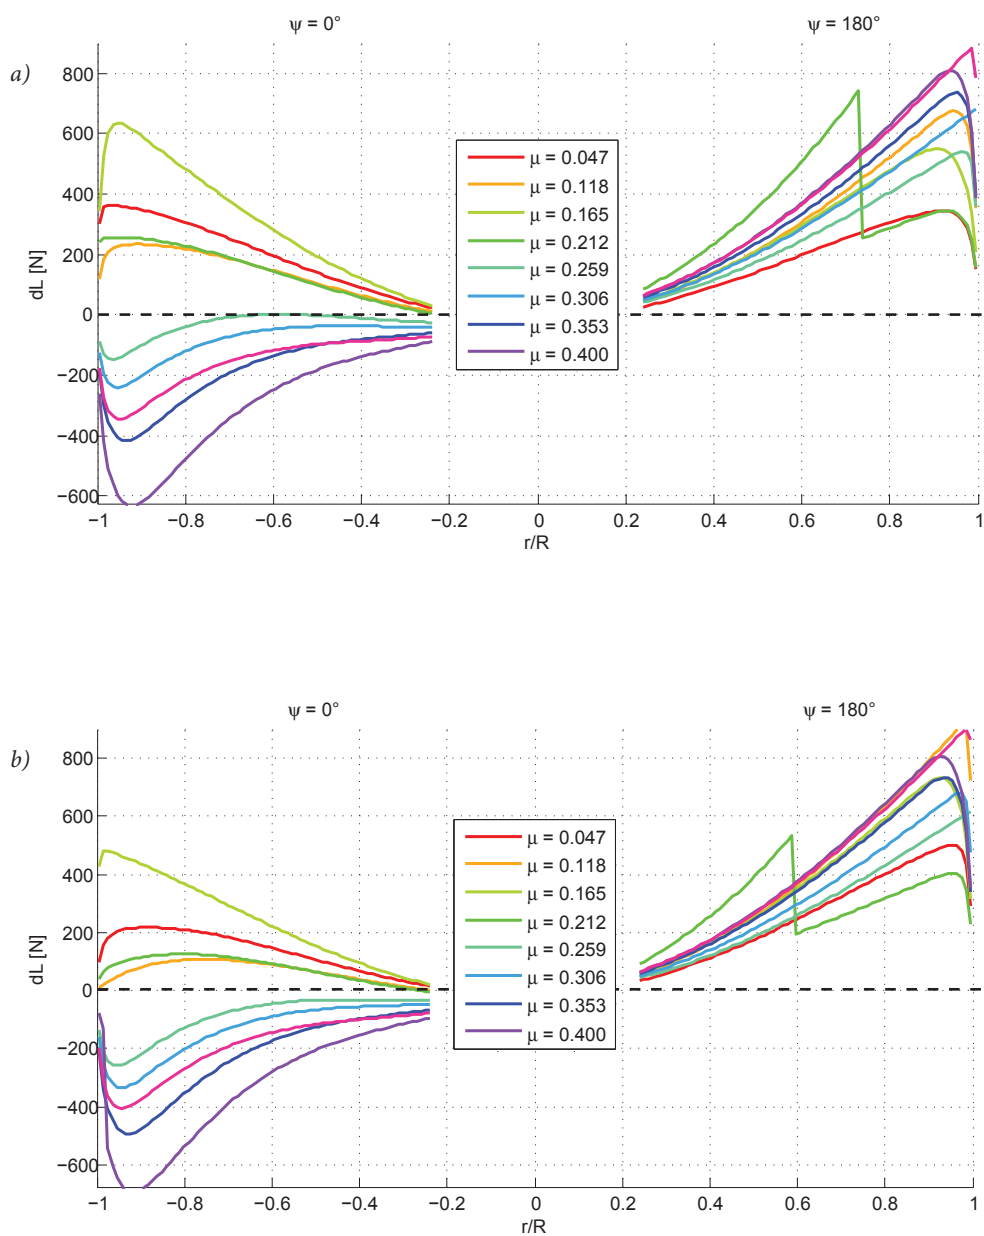 ψ = 0° ψ = 180°
a)
800
600
400
200
0
−200
−400
−600
dL [N]
μ = 0.047
μ = 0.118
μ = 0.165
μ = 0.212
μ = 0.259
μ = 0.306
μ = 0.353
μ = 0.400
−1 −0.8 −0.6 −0.4 −0.2 0 0.2 0.4 0.6 0.8 1
r/R
ψ = 0° ψ = 180°
b)
800
600
400
200
0
−200
−400
−600
dL [N]
μ = 0.047
μ = 0.118
μ = 0.165
μ = 0.212
μ = 0.259
μ = 0.306
μ = 0.353
μ = 0.400
−1 −0.8 −0.6 −0.4 −0.2 0 0.2 0.4 0.6 0.8 1
r/R